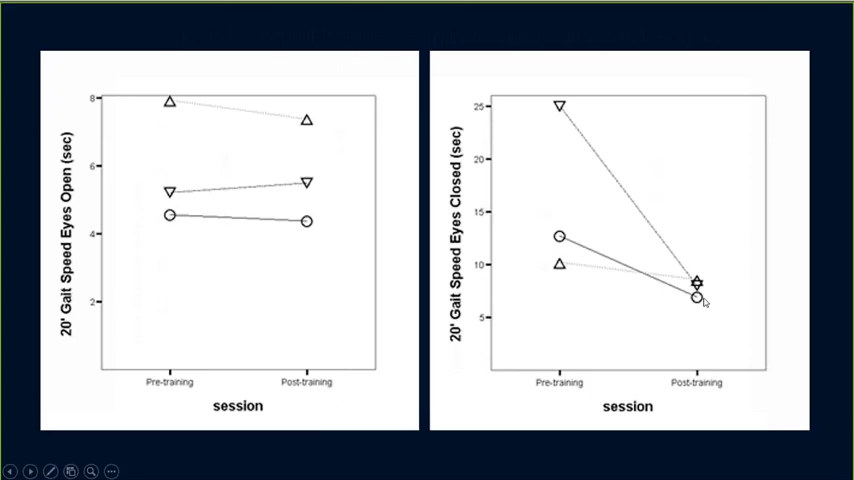 20' Gait Speed Eyes Open (sec)
8
6
4
2
Pre-training
Post-training
session
20' Gait Speed Eyes Closed (sec)
25
20
15
10
5
Pre-training
Post-training
session